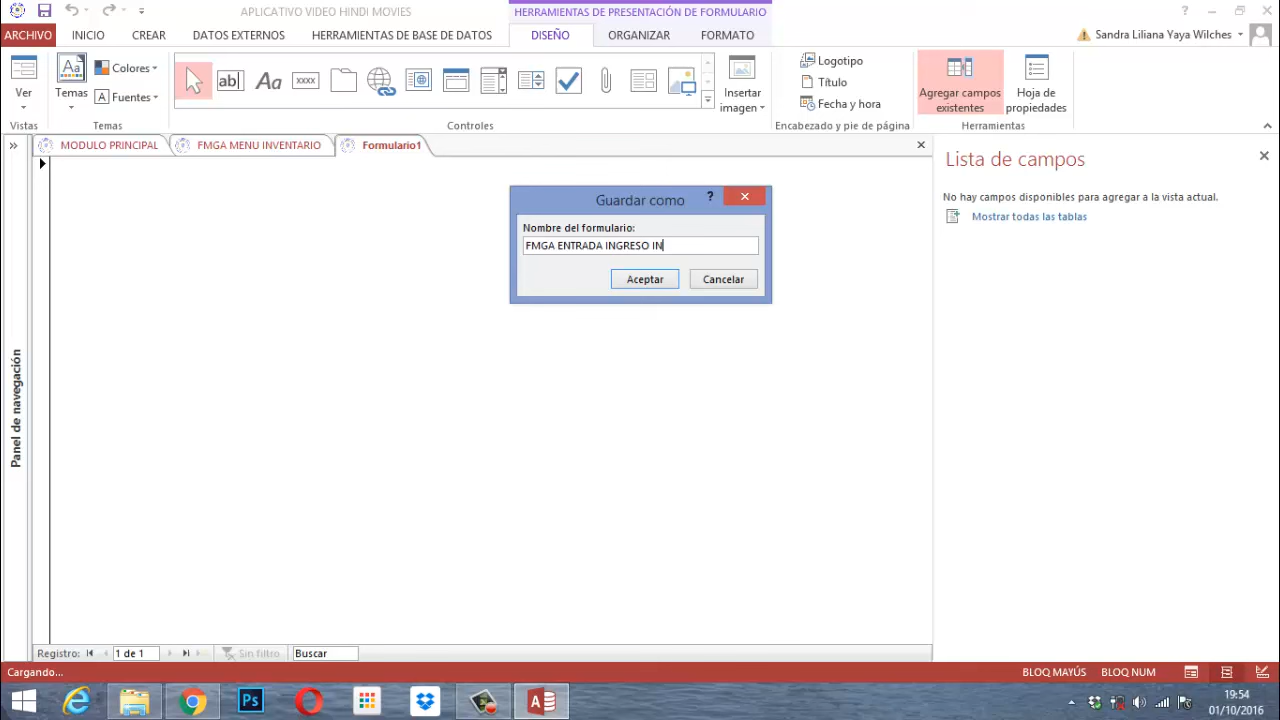 APLICATIVO VIDEO HINDI MOVIES
HERRAMIENTAS DE PRESENTACIÓN DE FORMULARIO
?
ARCHIVO INICIO CREAR DATOS EXTERNOS HERRAMIENTAS DE BASE DE DATOS DISEÑO ORGANIZAR FORMATO
Sandra Liliana Yaya Wilches
Ver
Vistas
Aa
Temas
Colores
A Fuentes
Temas
ab Aa xxxx
Controles
Insertar
imagen
Logotipo
Título
Fecha y hora
Encabezado y pie de página
Agregar campos
existentes
Hoja de
propiedades
Herramientas
MODULO PRINCIPAL FMGA MENU INVENTARIO Formulario1
Panel de navegación
Guardar como
?
Nombre del formulario:
FMGA ENTRADA INGRESO IN
Aceptar Cancelar
Lista de campos
No hay campos disponibles para agregar a la vista actual.
Mostrar todas las tablas
Registro: 1 de 1 Sin filtro Buscar
Cargando...
BLOQ MAYÚS BLOQ NUM
Ps
A
19:54
01/10/2016